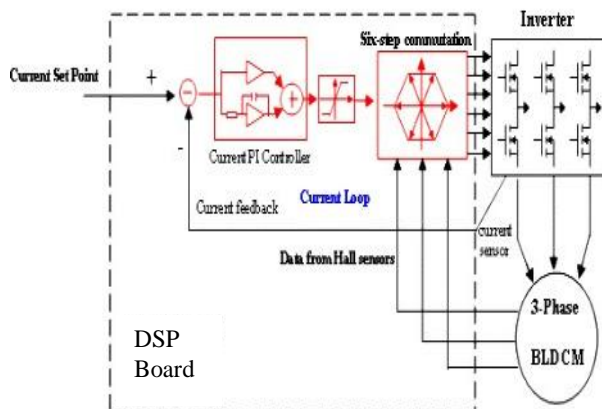 Inverter
Six-step commutation
Current Set Point
+
-
Current PI Controller
Current feedback
Current Loop
current
sensor
Data from Hall sensors
3-Phase
BLDCM
DSP
Board